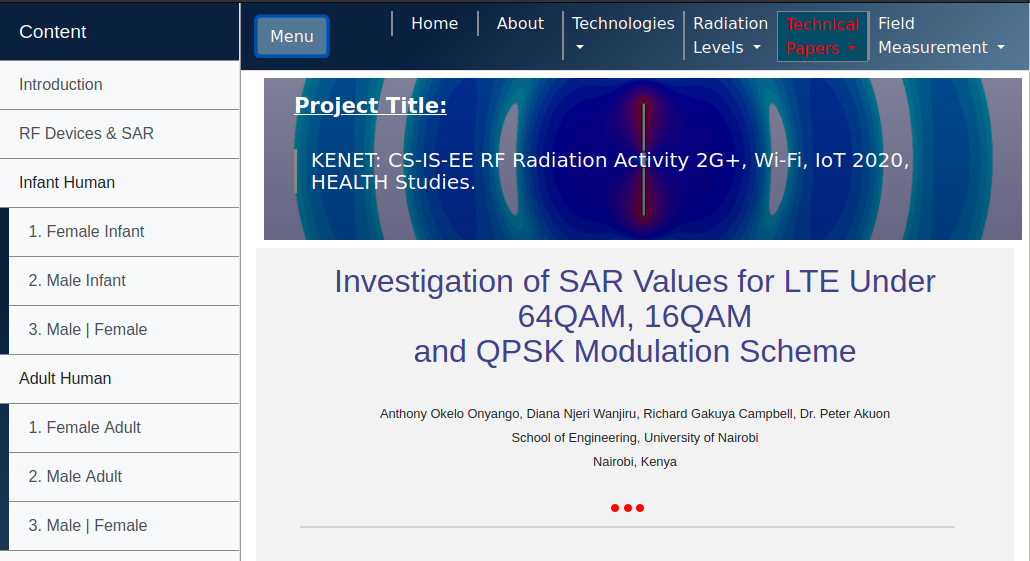 Content
Introduction
RF Devices & SAR
Infant Human
1. Female Infant
2. Male Infant
3. Male | Female
Adult Human
1. Female Adult
2. Male Adult
3. Male | Female
Menu
Home
About
Technologies
Radiation
Levels
Technical
Papers
Field
Measurement
Project Title:
KENET: CS-IS-EE RF Radiation Activity 2G+, Wi-Fi, IoT 2020,
HEALTH Studies.
Investigation of SAR Values for LTE Under
64QAM, 16QAM
and QPSK Modulation Scheme
Anthony Okelo Onyango, Diana Njeri Wanjiru, Richard Gakuya Campbell, Dr. Peter Akuon
School of Engineering, University of Nairobi
Nairobi, Kenya